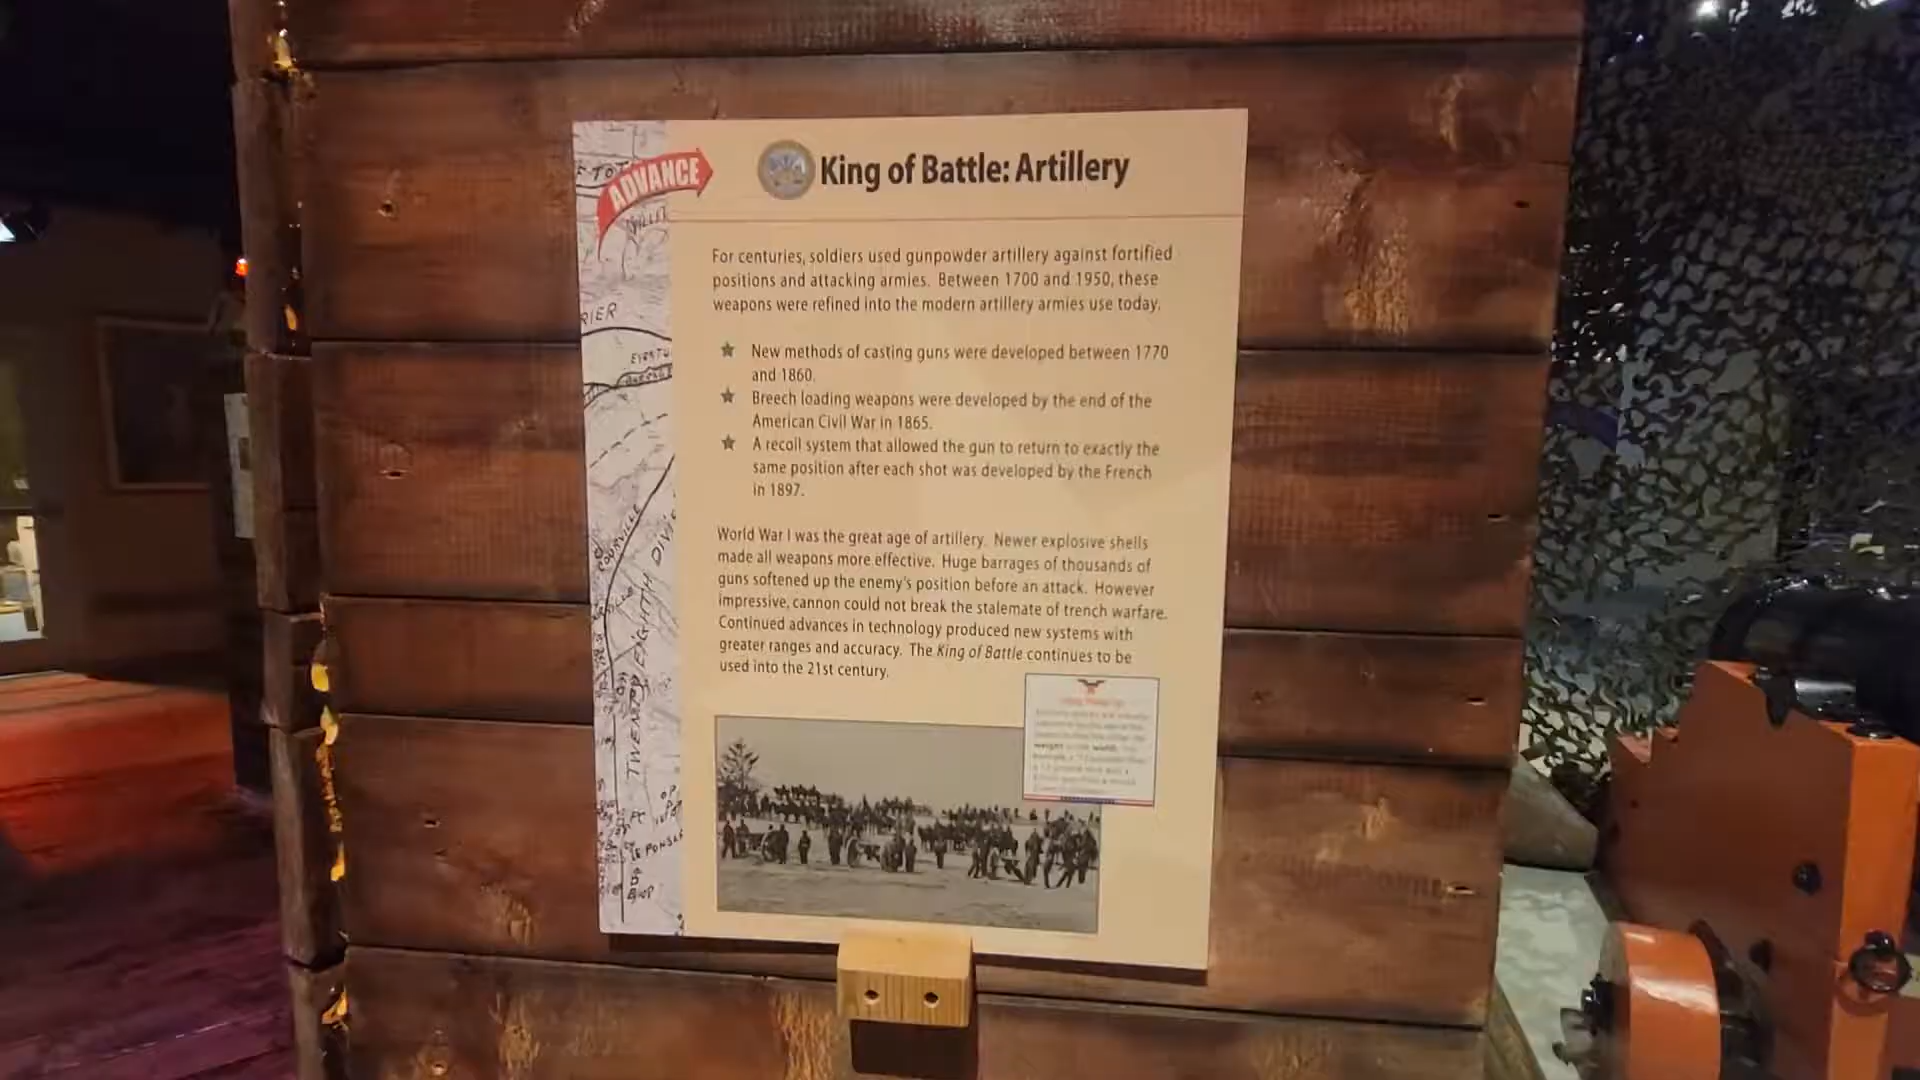 ADVANCE
King of Battle: Artillery
For centuries, soldiers used gunpowder artillery against fortified
positions and attacking armies. Between 1700 and 1950, these
weapons were refined into the modern artillery armies use today.
New methods of casting guns were developed between 1770
and 1860.
Breech loading weapons were developed by the end of the
American Civil War in 1865.
A recoil system that allowed the gun to return to exactly the
same position after each shot was developed by the French
in 1897.
World War I was the great age of artillery. Newer explosive shells
made all weapons more effective. Huge barrages of thousands of
guns softened up the enemy's position before an attack. However
impressive, cannon could not break the stalemate of trench warfare.
Continued advances in technology produced new systems with
greater ranges and accuracy. The King of Battle continues to be
used into the 21st century.
TWENTY EIGHTH DIVIS